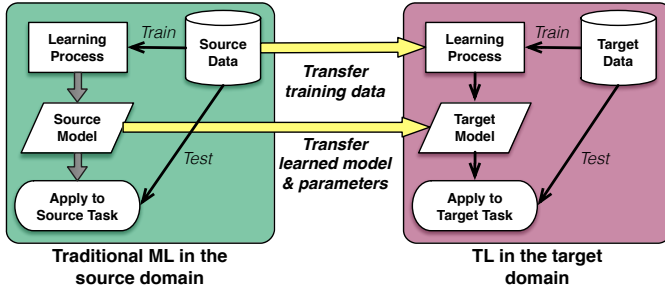 Learning
Process
Train
Source
Data
Source
Model
Test
Apply to
Source Task
Traditional ML in the
source domain
Transfer
training data
Transfer
learned model
& parameters
Learning
Process
Train
Target
Data
Target
Model
Test
Apply to
Target Task
TL in the target
domain